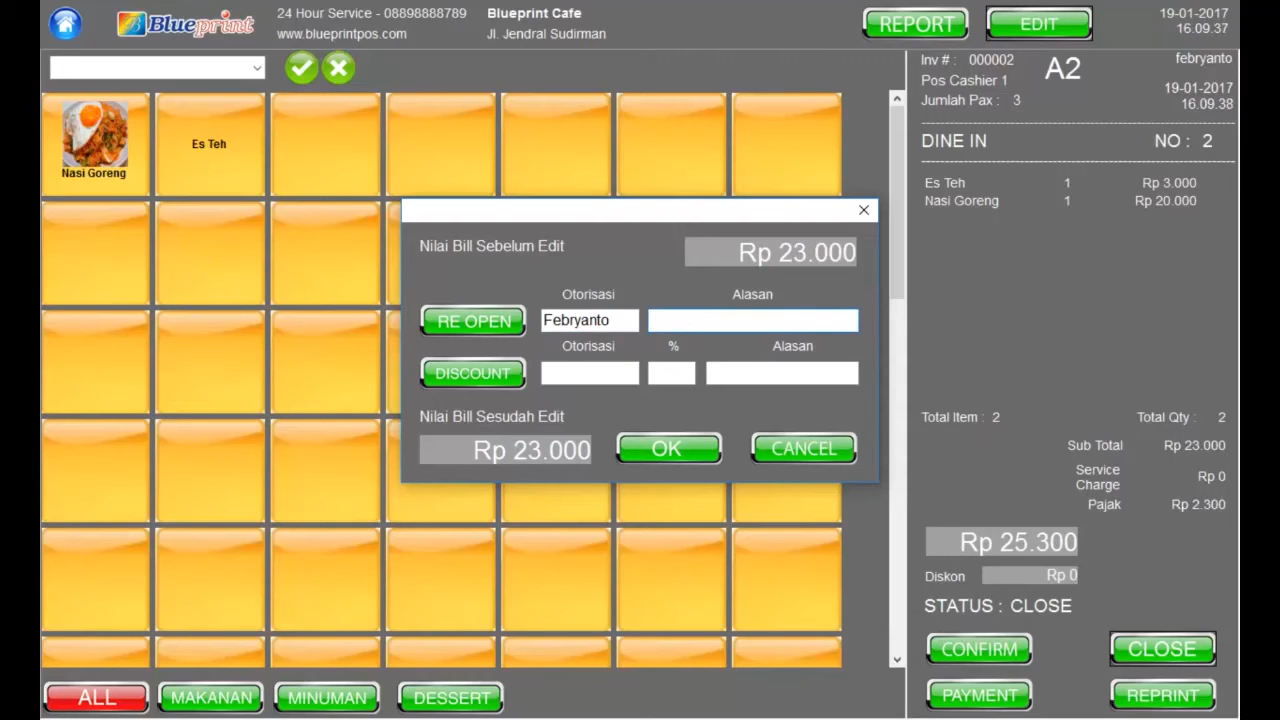 Blueprint
24 Hour Service - 08898888789
www.blueprintpos.com
Blueprint Cafe
Jl. Jendral Sudirman
REPORT
EDIT
19-01-2017
16.09.37
Nasi Goreng
Es Teh
Nilai Bill Sebelum Edit
Rp 23.000
Otorisasi Alasan
RE OPEN Febryanto
Otorisasi % Alasan
DISCOUNT
Nilai Bill Sesudah Edit
Rp 23.000
OK
CANCEL
Inv # : 000002
A2
febryanto
Pos Cashier 1
Jumlah Pax : 3
19-01-2017
16.09.38
DINE IN NO : 2
Es Teh 1 Rp 3.000
Nasi Goreng 1 Rp 20.000
Total Item : 2 Total Qty : 2
Sub Total Rp 23.000
Service
Charge Rp 0
Pajak Rp 2.300
Rp 25.300
Diskon Rp 0
STATUS : CLOSE
CONFIRM
CLOSE
PAYMENT
REPRINT
ALL
MAKANAN
MINUMAN
DESSERT